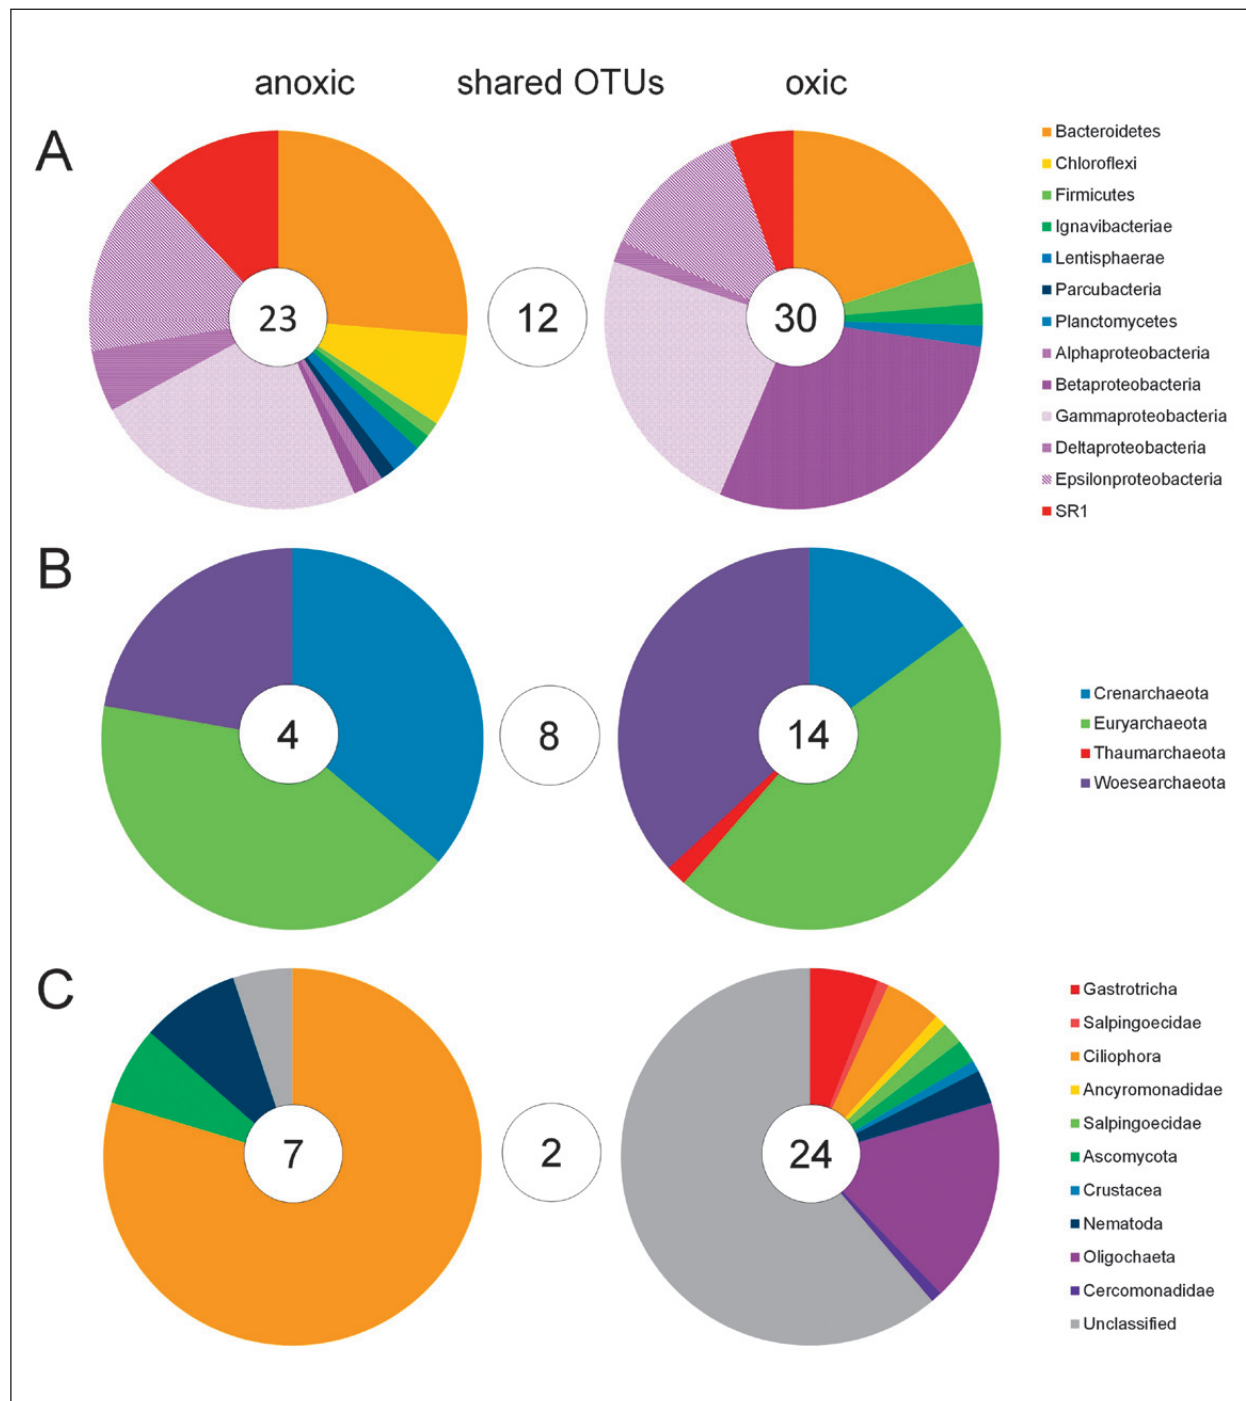 anoxic shared OTUs oxic
A
23
12
30
Bacteroidetes
Chloroflexi
Firmicutes
Ignavibacteriae
Lentisphaerae
Parcubacteria
Planctomycetes
Alphaproteobacteria
Betaproteobacteria
Gammaproteobacteria
Deltaproteobacteria
Epsilonproteobacteria
SR1
B
4
8
14
Crenarchaeota
Euryarchaeota
Thaumarchaeota
Woesearchaeota
C
7
2
24
Gastrotricha
Salpingoecidae
Ciliophora
Ancyromonadidae
Salpingoecidae
Ascomycota
Crustacea
Nematoda
Oligochaeta
Cercomonadidae
Unclassified